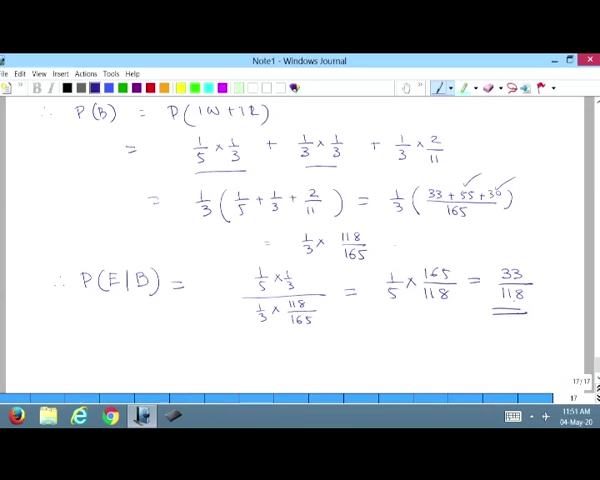 Note1 - Windows Journal
File Edit View Insert Actions Tools Help
B I
∴ P(B) = P(1W+1R)
= 1/5 × 1/3 + 1/3 × 1/3 + 1/3 × 2/11
= 1/3 (1/5 + 1/3 + 2/11) = 1/3 ((33 + 55 + 30)/165)
= 1/3 × 118/165
∴ P(E|B) = (1/5 × 1/3)/(1/3 × 118/165) = 1/5 × 165/118 = 33/118
17/17
17
11:51 AM
04-May-20